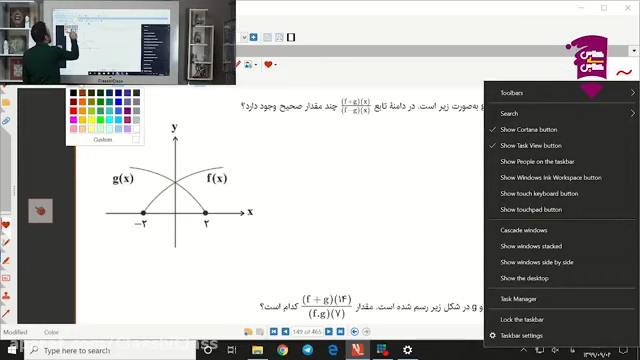 ClassiClass
Custom...
g به‌صورت زیر است. در دامنهٔ تابع (f+g)(x)/(f-g)(x) چند مقدار صحیح وجود دارد؟
y
g(x)
f(x)
x
-۲
۲
و g در شکل زیر رسم شده است. مقدار (f + g)(۱۴)/(f.g)(۷) کدام است؟
Toolbars
Search
Show Cortana button
Show Task View button
Show People on the taskbar
Show Windows Ink Workspace button
Show touch keyboard button
Show touchpad button
Cascade windows
Show windows stacked
Show windows side by side
Show the desktop
Task Manager
Lock the taskbar
Taskbar settings
Modified
Color
149 of 465
Type here to search
۱۳۹۹/۰۹/۰۲